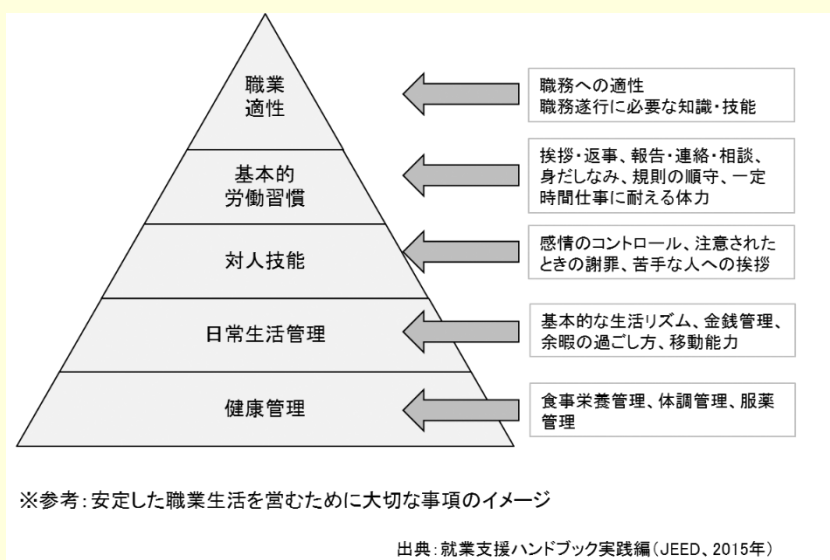 職業
適性
職務への適性
職務遂行に必要な知識・技能
基本的
労働習慣
挨拶・返事、報告・連絡・相談、
身だしなみ、規則の順守、一定
時間仕事に耐える体力
対人技能
感情のコントロール、注意された
ときの謝罪、苦手な人への挨拶
日常生活管理
基本的な生活リズム、金銭管理、
余暇の過ごし方、移動能力
健康管理
食事栄養管理、体調管理、服薬
管理
※参考：安定した職業生活を営むために大切な事項のイメージ
出典：就業支援ハンドブック実践編（JEED、2015年）